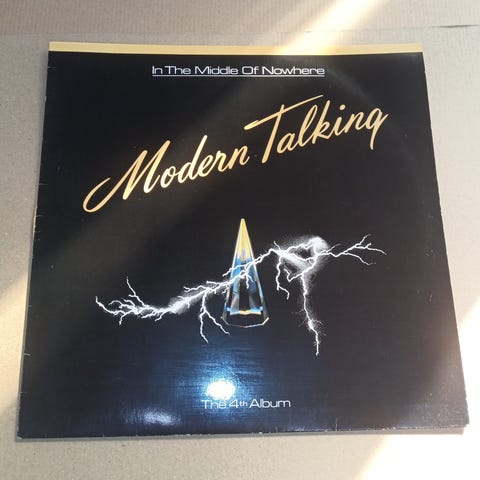 In The Middle Of Nowhere
Modern Talking
The 4th Album